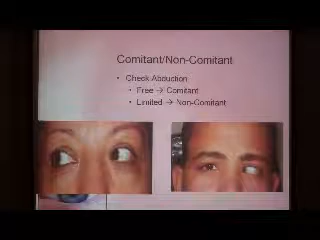 Comitant/Non-Comitant
• Check Abduction
• Free → Comitant
• Limited → Non-Comitant